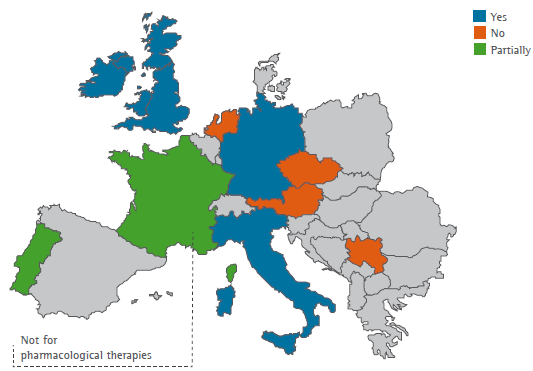 Yes
No
Partially
Not for
pharmacological therapies